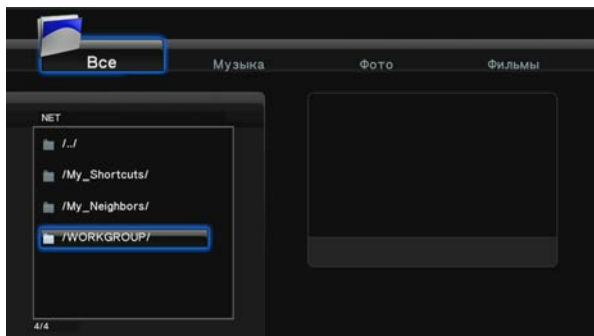 Все Музыка Фото Фильмы
NET
/../
/My_Shortcuts/
/My_Neighbors/
/WORKGROUP/
4/4